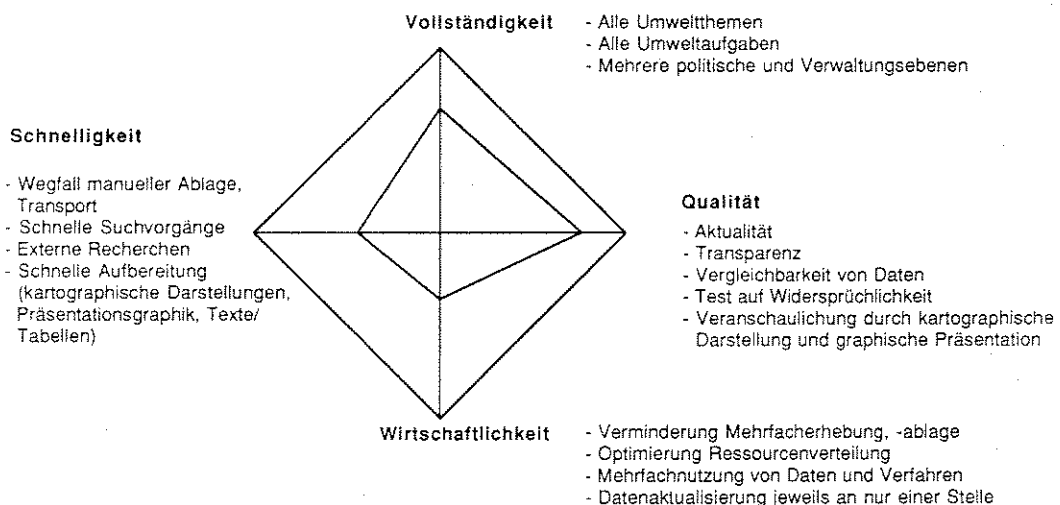 Vollständigkeit
- Alle Umweltthemen
- Alle Umweltaufgaben
- Mehrere politische und Verwaltungsebenen
Schnelligkeit
- Wegfall manueller Ablage,
Transport
- Schnelle Suchvorgänge
- Externe Recherchen
- Schnelle Aufbereitung
(kartographische Darstellungen,
Präsentationsgraphik, Texte/
Tabellen)
Qualität
- Aktualität
- Transparenz
- Vergleichbarkeit von Daten
- Test auf Widersprüchlichkeit
- Veranschaulichung durch kartographische
Darstellung und graphische Präsentation
Wirtschaftlichkeit
- Verminderung Mehrfacherhebung, -ablage
- Optimierung Ressourcenverteilung
- Mehrfachnutzung von Daten und Verfahren
- Datenaktualisierung jeweils an nur einer Stelle